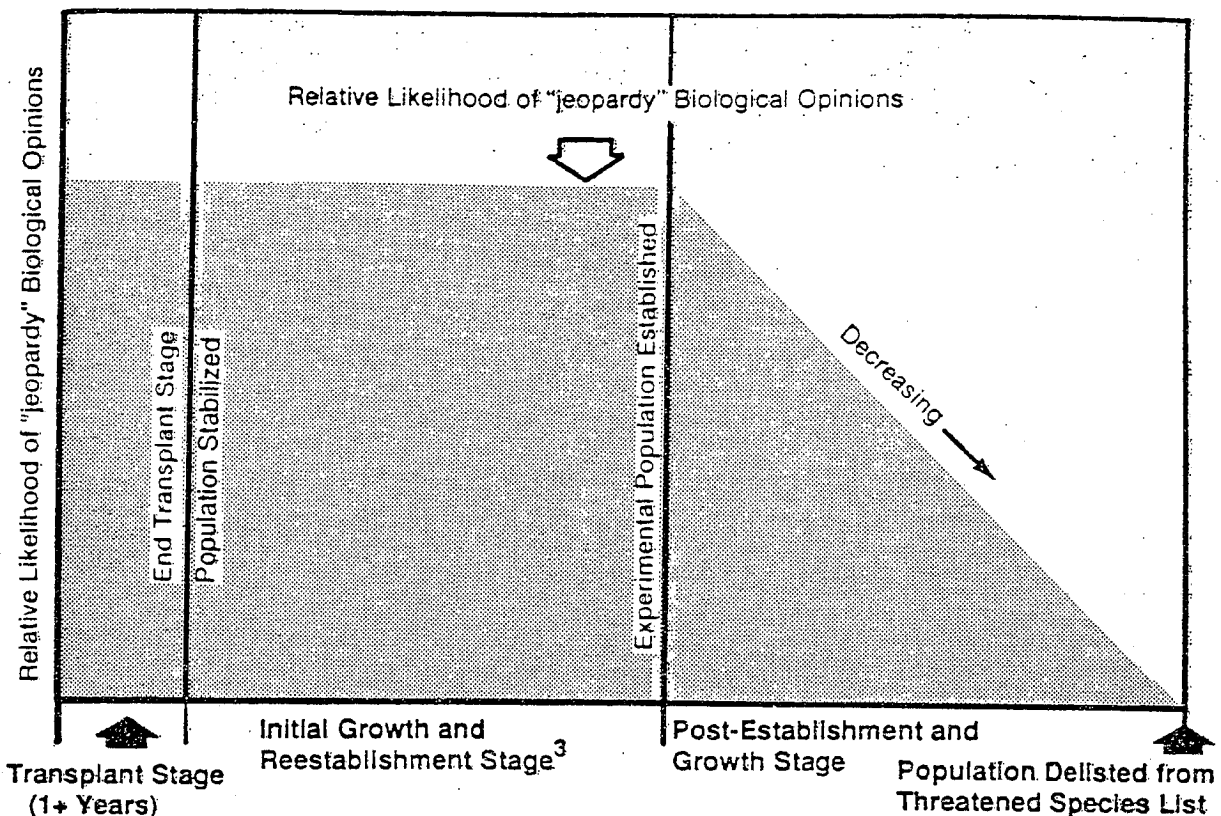 Relative Likelihood of "jeopardy" Biological Opinions
Relative Likelihood of "jeopardy" Biological Opinions
End Transplant Stage
Population Stabilized
Experimental Population Established
Decreasing
Transplant Stage
(1+ Years)
Initial Growth and
Reestablishment Stage³
Post-Establishment and
Growth Stage
Population Delisted from
Threatened Species List